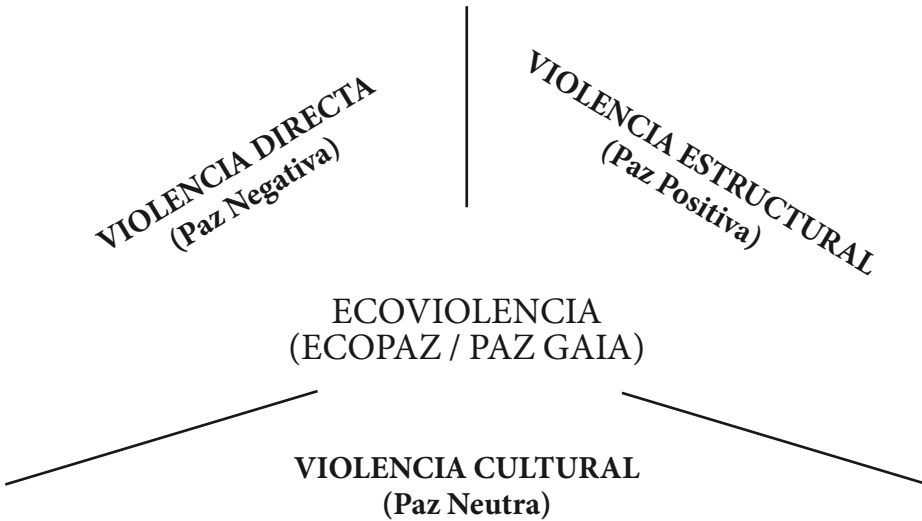 VIOLENCIA DIRECTA
(Paz Negativa)
VIOLENCIA ESTRUCTURAL
(Paz Positiva)
ECOVIOLENCIA
(ECOPAZ / PAZ GAIA)
VIOLENCIA CULTURAL
(Paz Neutra)